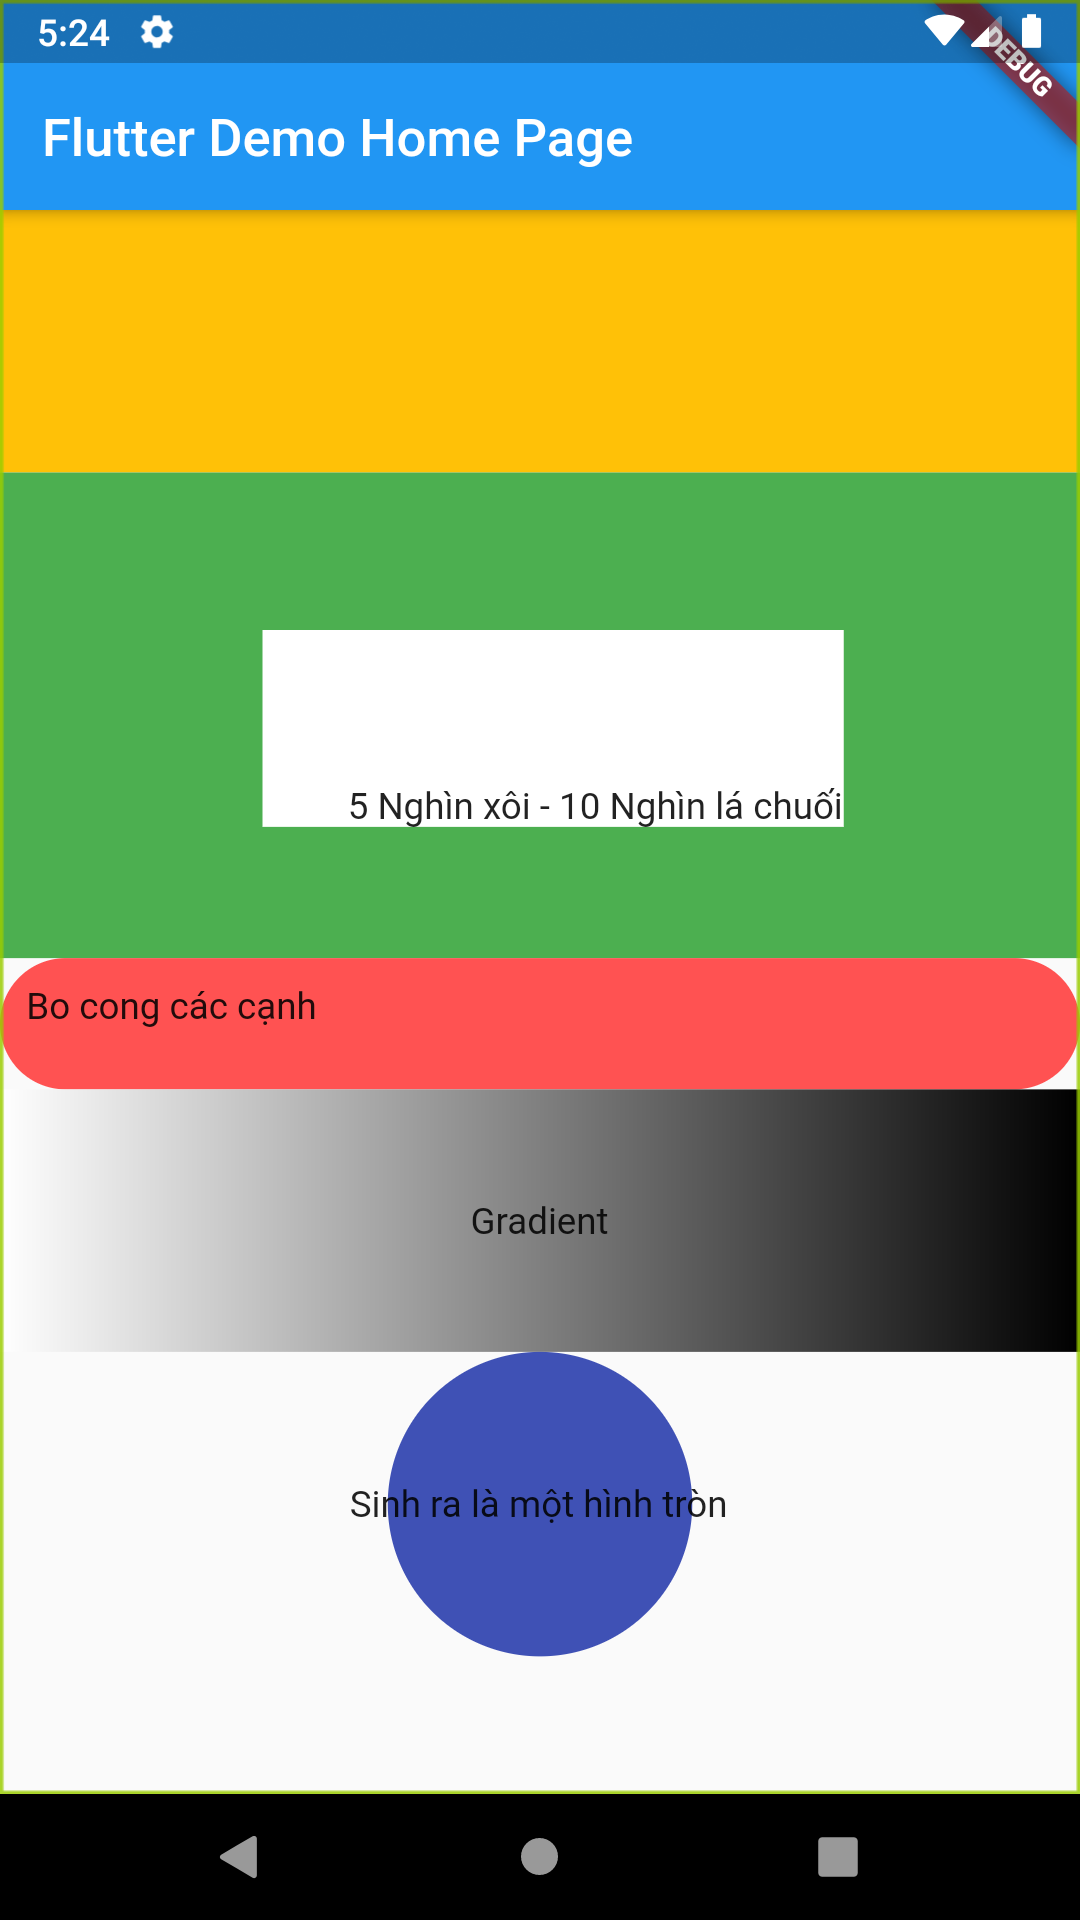 5:24
DEBUG
Flutter Demo Home Page
5 Nghìn xôi - 10 Nghìn lá chuối
Bo cong các cạnh
Gradient
Sinh ra là một hình tròn